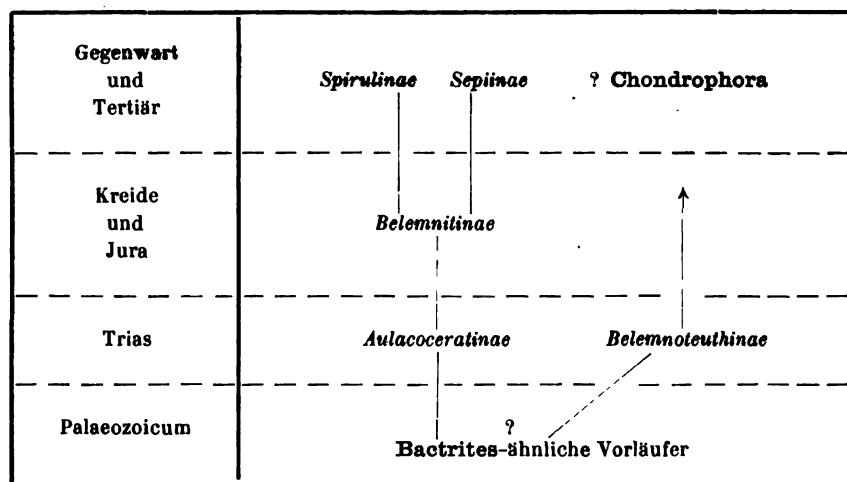 Gegenwart
und
Tertiär
Spirulinae Sepiinae ? Chondrophora
Kreide
und
Jura
Belemnitinae
Trias
Aulacoceratinae Belemnoteuthinae
Palaeozoicum
?
Bactrites-ähnliche Vorläufer